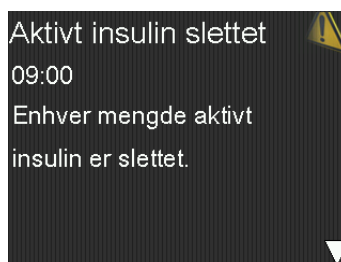 Aktivt insulin slettet
09:00
Enhver mengde aktivt
insulin er slettet.